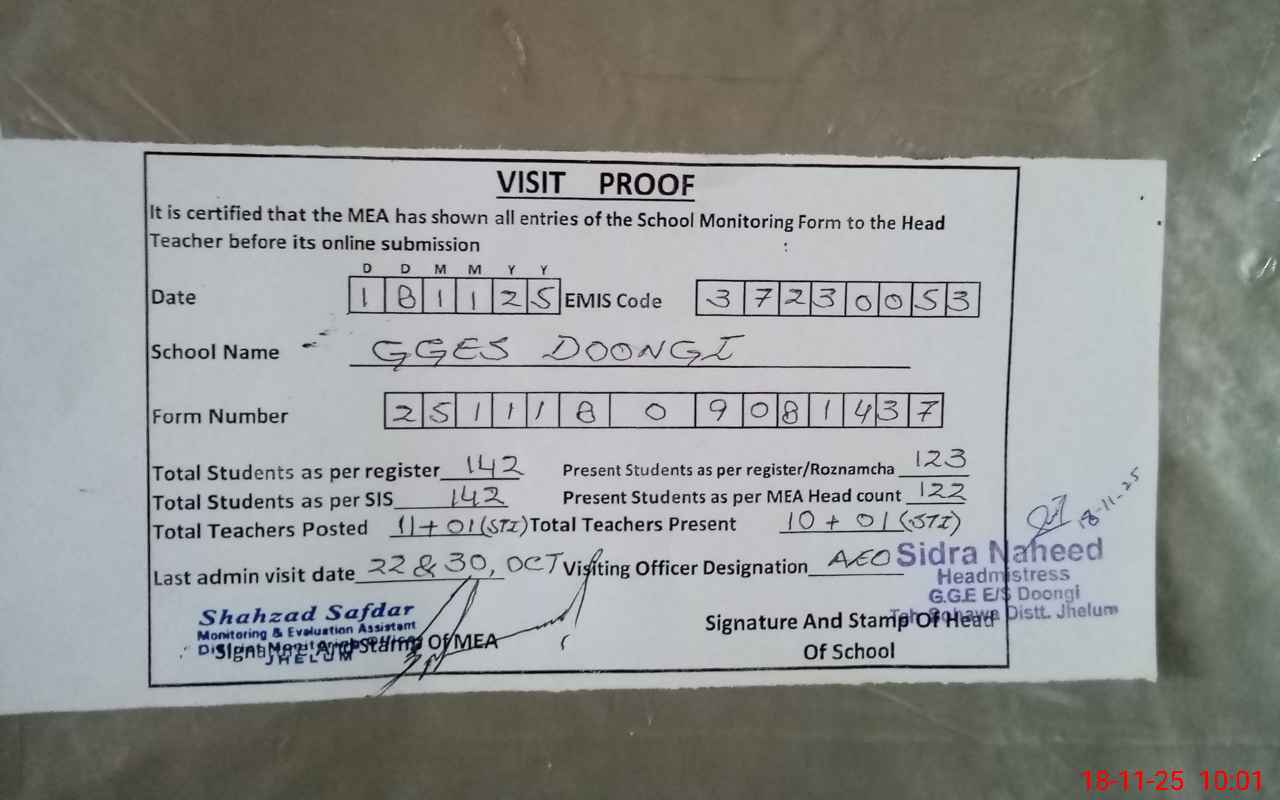 VISIT PROOF
It is certified that the MEA has shown all entries of the School Monitoring Form to the Head
Teacher before its online submission
D D M M Y Y
Date 1 8 1 1 2 5 EMIS Code 3 7 2 3 0 0 5 3
School Name GGES DOONGI
Form Number 2 5 1 1 1 8 0 9 0 8 1 4 3 7
Total Students as per register 142 Present Students as per register/Roznamcha 123
Total Students as per SIS 142 Present Students as per MEA Head count 122
Total Teachers Posted 11+01(STI) Total Teachers Present 10+01(STI)
18-11-25
Last admin visit date 22 & 30, OCT Visiting Officer Designation AEO
Sidra Naheed
Headmistress
G.G.E E/S Doongi
Teh Sohawa Distt. Jhelum
Shahzad Safdar
Monitoring & Evaluation Assistant
JHELUM
Signature And Stamp Of MEA
Signature And Stamp Of Head
Of School
18-11-25 10:01